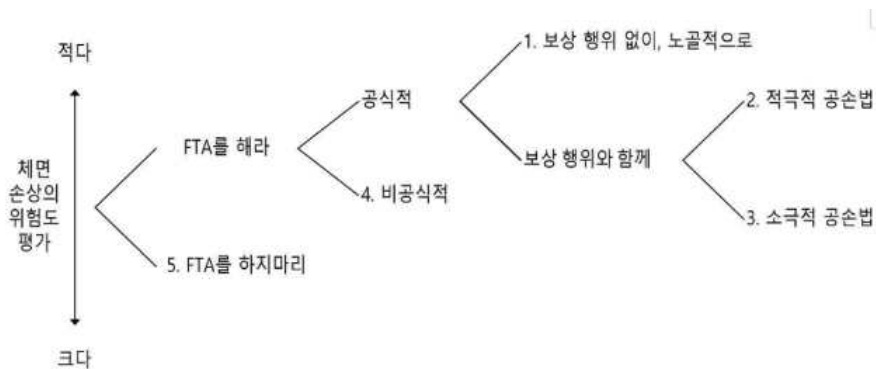 적다
체면
손상의
위험도
평가
크다
FTA를 해라
5. FTA를 하지마리
공식적
4. 비공식적
1. 보상 행위 없이, 노골적으로
보상 행위와 함께
2. 적극적 공손법
3. 소극적 공손법